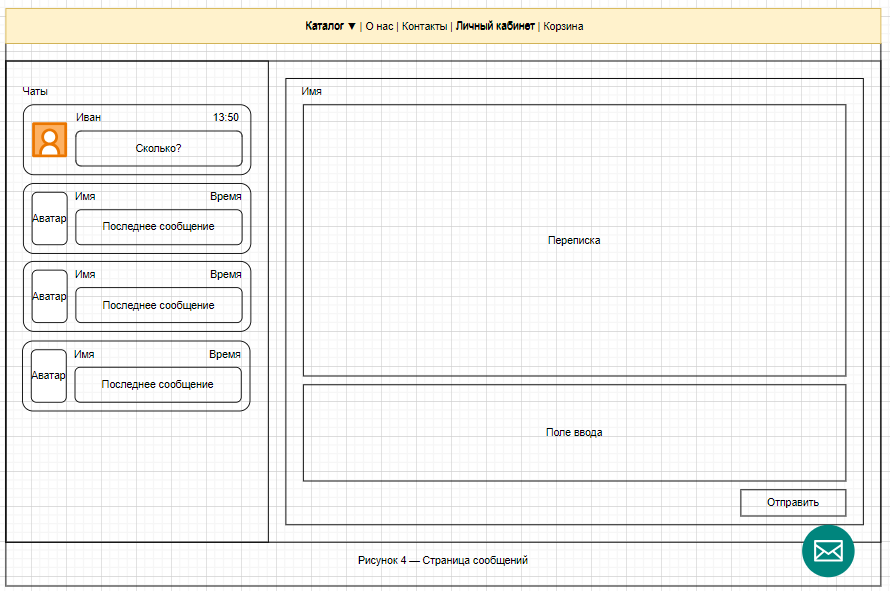 Каталог ▼ | О нас | Контакты | Личный кабинет | Корзина
Чаты
Иван 13:50
Сколько?
Имя Время
Аватар
Последнее сообщение
Имя Время
Аватар
Последнее сообщение
Имя Время
Аватар
Последнее сообщение
Имя
Переписка
Поле ввода
Отправить
Рисунок 4 — Страница сообщений